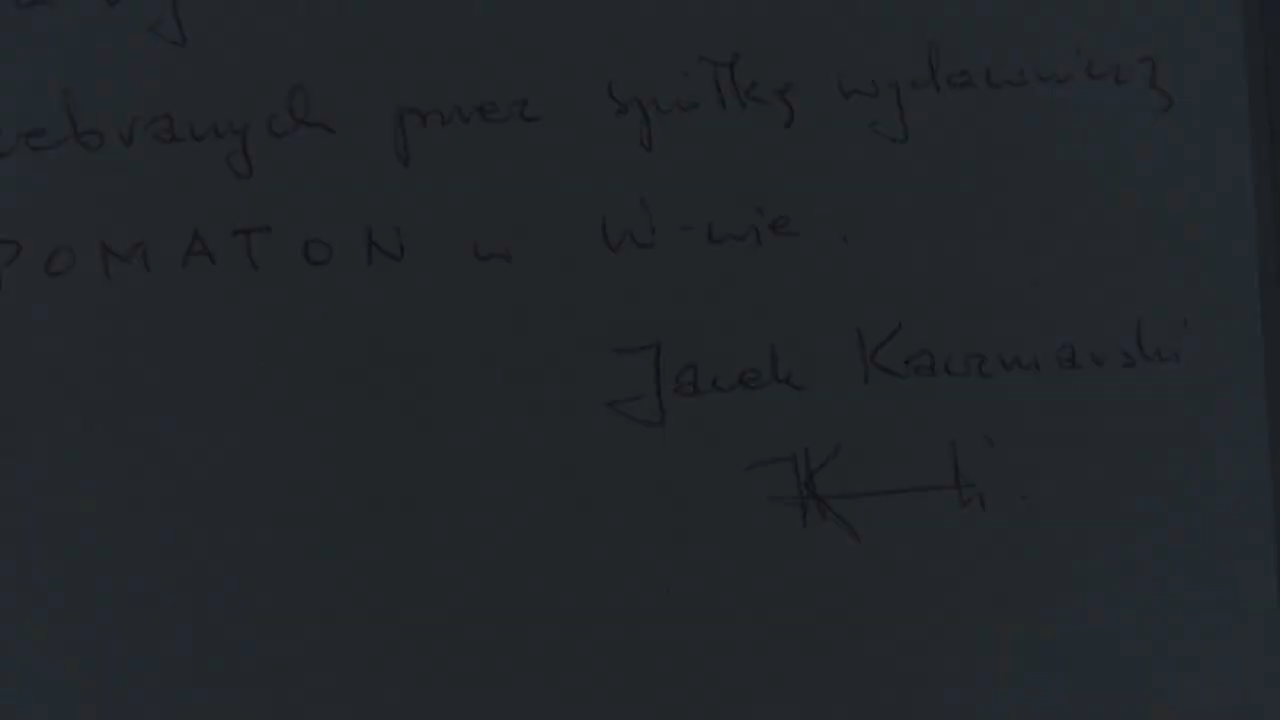 zebranych przez spółkę wydawniczą
POMATON w W-wie.
Jacek Kaczmarski